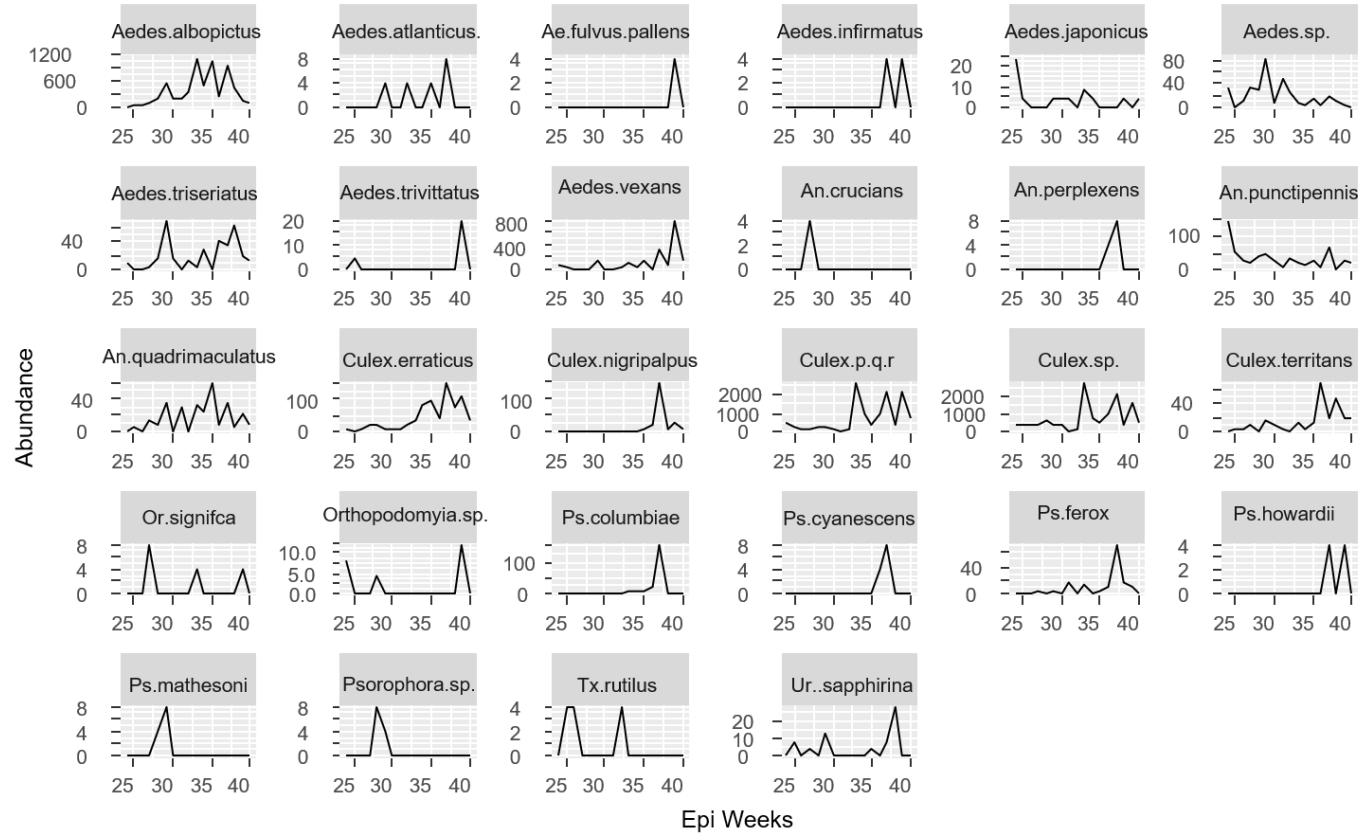 Aedes.albopictus Aedes.atlanticus. Ae.fulvus.pallens Aedes.infirmatus Aedes.japonicus Aedes.sp.
1200 600 0 8 4 0 4 2 0 4 2 0 20 10 0 80 40 0
25 30 35 40 25 30 35 40 25 30 35 40 25 30 35 40 25 30 35 40 25 30 35 40
Aedes.triseriatus Aedes.trivittatus Aedes.vexans An.crucians An.perplexens An.punctipennis
40 0 20 10 0 800 400 0 4 2 0 8 4 0 100 0
25 30 35 40 25 30 35 40 25 30 35 40 25 30 35 40 25 30 35 40 25 30 35 40
An.quadrimaculatus Culex.erraticus Culex.nigripalpus Culex.p.q.r Culex.sp. Culex.territans
40 0 100 0 100 0 2000 1000 0 2000 1000 0 40 0
25 30 35 40 25 30 35 40 25 30 35 40 25 30 35 40 25 30 35 40 25 30 35 40
Or.signifca Orthopodomyia.sp. Ps.columbiae Ps.cyanescens Ps.ferox Ps.howardii
8 4 0 10.0 5.0 0.0 100 0 8 4 0 40 0 4 2 0
25 30 35 40 25 30 35 40 25 30 35 40 25 30 35 40 25 30 35 40 25 30 35 40
Ps.mathesoni Psorophora.sp. Tx.rutilus Ur..sapphirina
8 4 0 8 4 0 4 2 0 20 10 0
25 30 35 40 25 30 35 40 25 30 35 40 25 30 35 40
Abundance
Epi Weeks